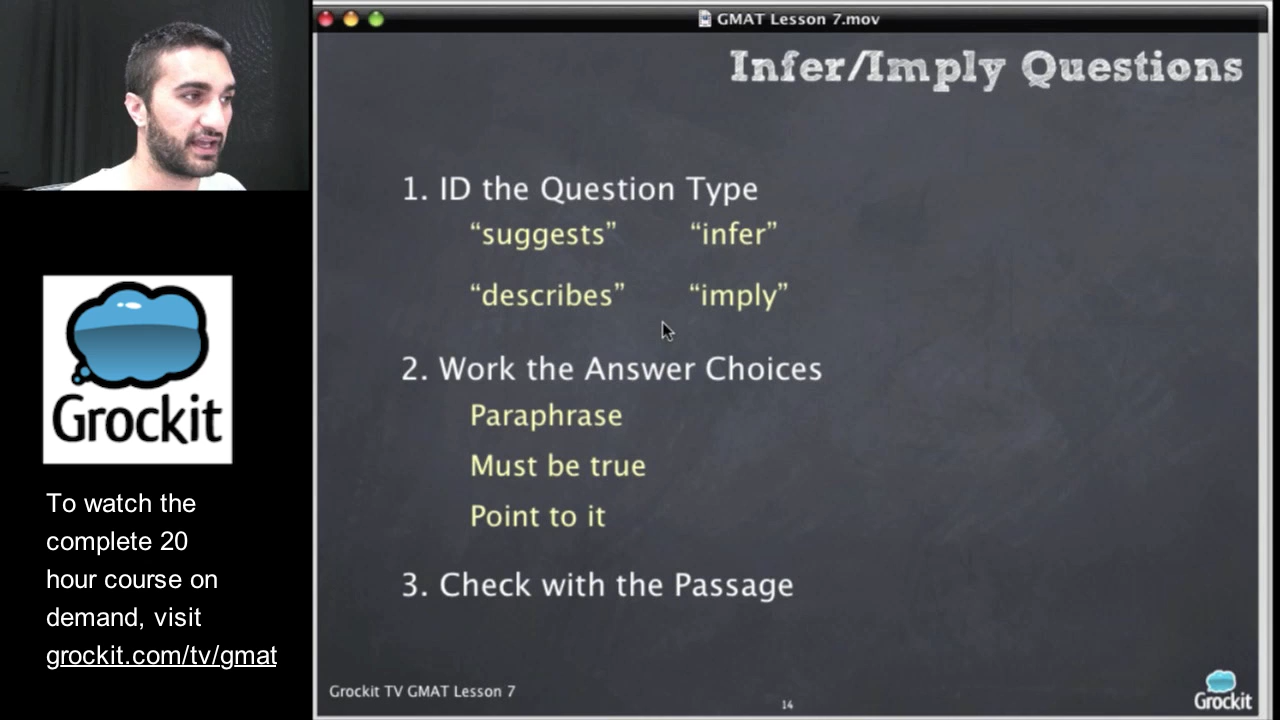 GMAT Lesson 7.mov
Infer/Imply Questions
1. ID the Question Type
“suggests” “infer”
“describes” “imply”
2. Work the Answer Choices
Paraphrase
Must be true
Point to it
3. Check with the Passage
Grockit TV GMAT Lesson 7
14
Grockit
Grockit
To watch the
complete 20
hour course on
demand, visit
grockit.com/tv/gmat